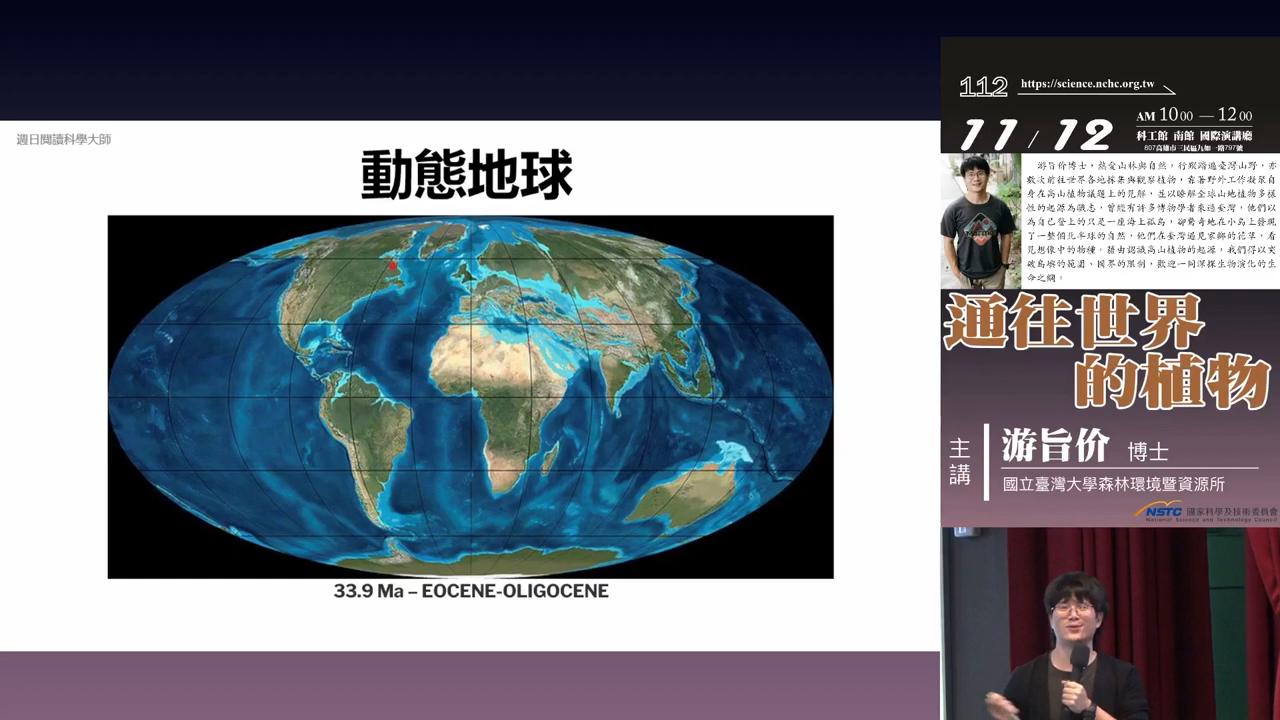 週日閱讀科學大師
動態地球
33.9 Ma – EOCENE-OLIGOCENE
112
https://science.nchc.org.tw
11 / 12
AM 10 00 — 12 00
科工館 南館 國際演講廳
807高雄市三民區九如一路797號
游旨价博士,熱愛山林與自然,行蹤踏遍臺灣山野,亦
數次前往世界各地採集與觀察植物,靠著野外工作凝聚自
身在高山植物議題上的見解,並以瞭解全球山地植物多樣
性的起源為職志,曾經有許多博物學者來過臺灣,他們以
為自己登上的只是一座海上孤島,卻驚奇地在小島上發現
了一整個北半球的自然,他們在臺灣遇見家鄉的花草,看
見想像中的物種。藉由認識高山植物的起源,我們得以突
破島嶼的範圍、國界的限制,歡迎一同深探生物演化的生
命之網。
通往世界
的植物
主講
游旨价 博士
國立臺灣大學森林環境暨資源所
NSTC 國家科學及技術委員會
National Science and Technology Council